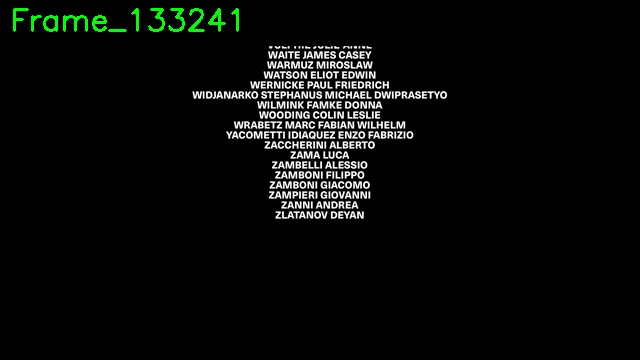 Frame_133241
WAITE JAMES CASEY
WARMUZ MIROSLAW
WATSON ELIOT EDWIN
WERNICKE PAUL FRIEDRICH
WIDJANARKO STEPHANUS MICHAEL DWIPRASETYO
WILMINK FAMKE DONNA
WOODING COLIN LESLIE
WRABETZ MARC FABIAN WILHELM
YACOMETTI IDIAQUEZ ENZO FABRIZIO
ZACCHERINI ALBERTO
ZAMA LUCA
ZAMBELLI ALESSIO
ZAMBONI FILIPPO
ZAMBONI GIACOMO
ZAMPIERI GIOVANNI
ZANNI ANDREA
ZLATANOV DEYAN